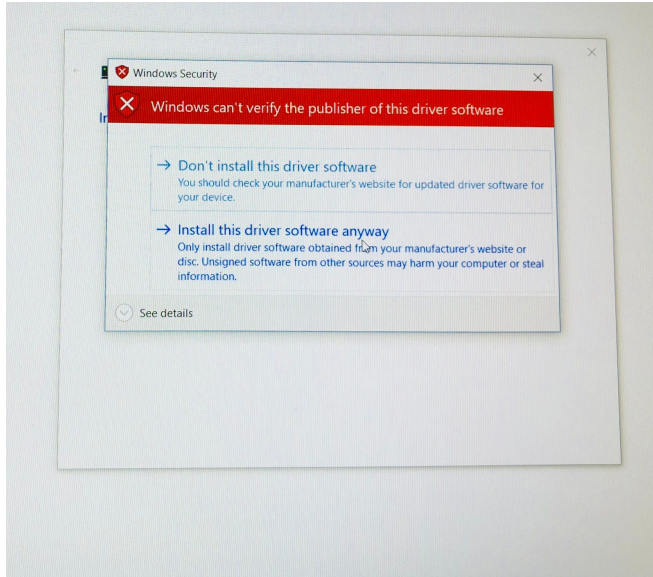 Windows Security
In
Windows can't verify the publisher of this driver software
Don't install this driver software
You should check your manufacturer's website for updated driver software for
your device.
Install this driver software anyway
Only install driver software obtained from your manufacturer's website or
disc. Unsigned software from other sources may harm your computer or steal
information.
See details